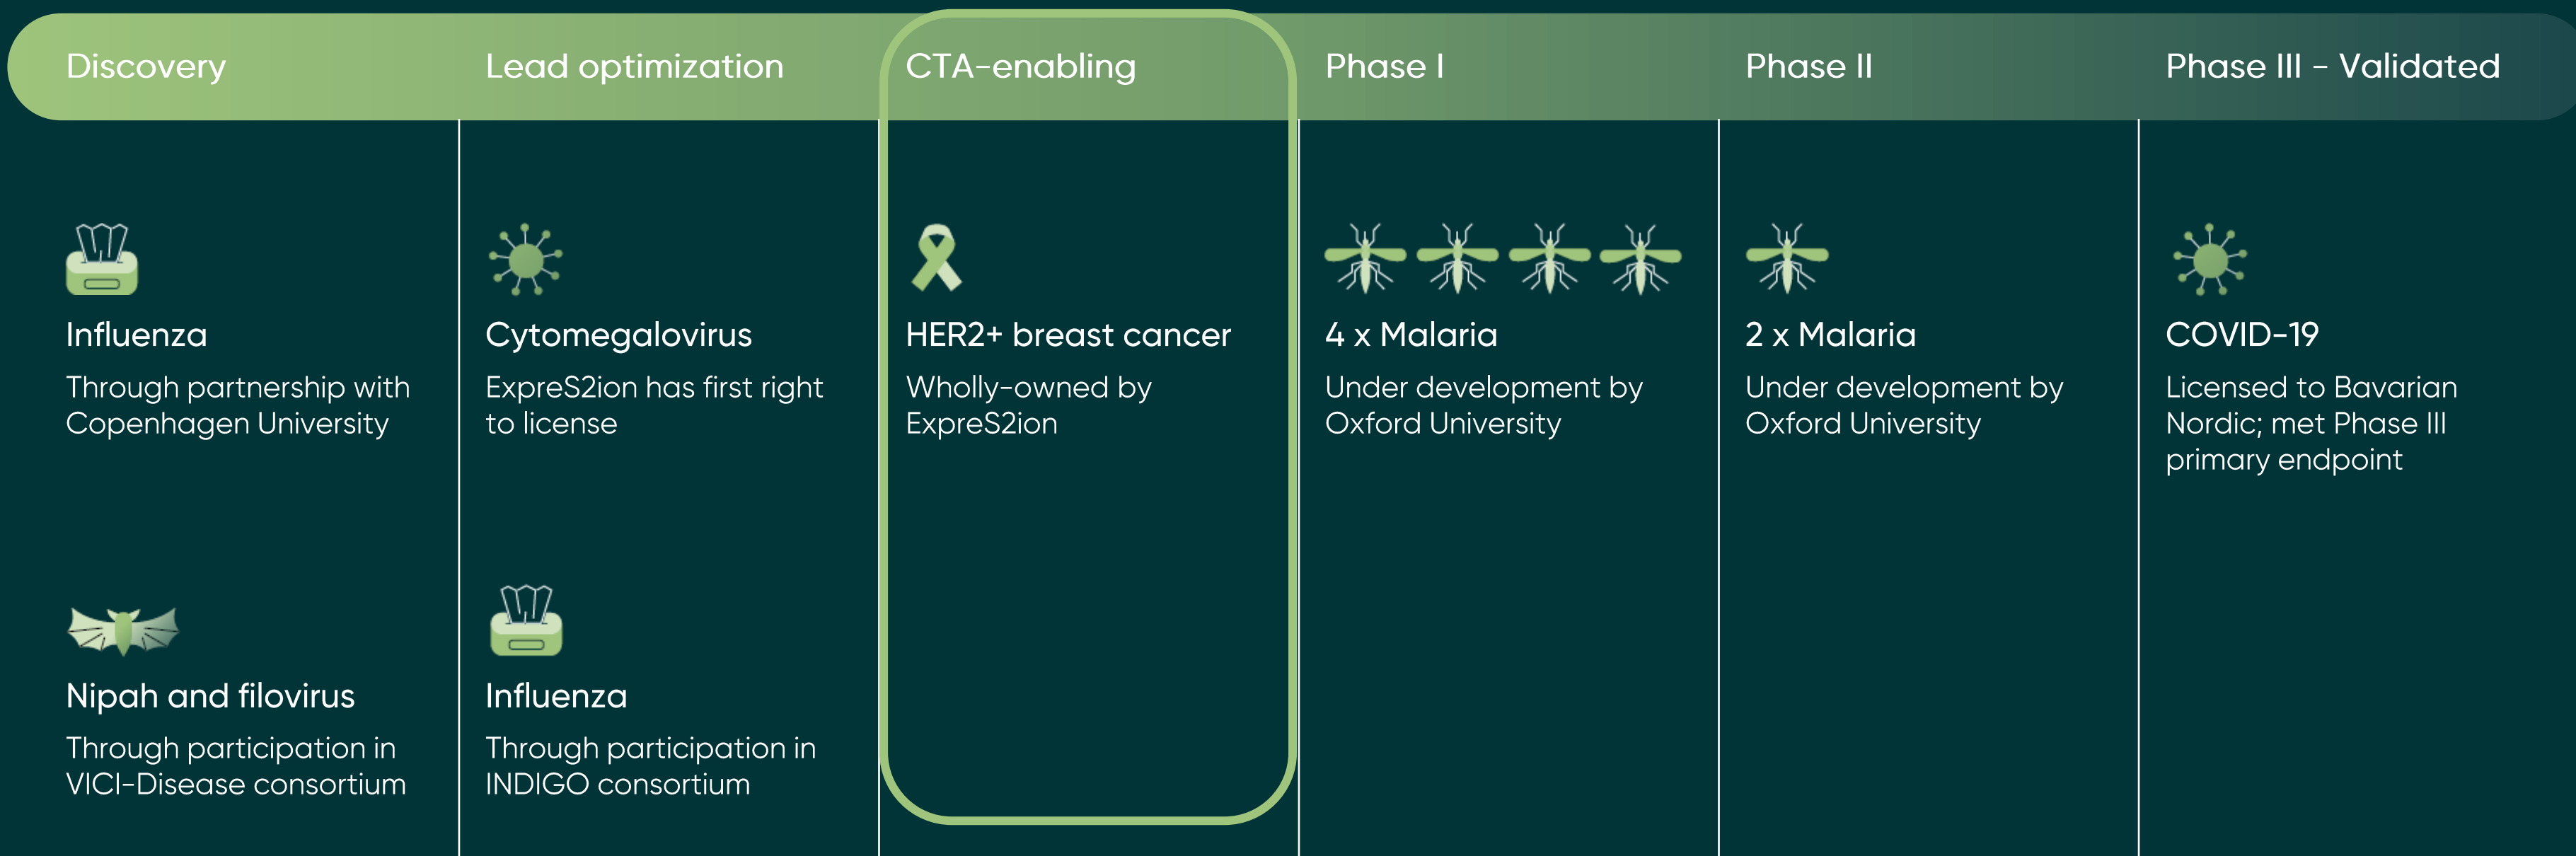 Discovery
Lead optimization
CTA-enabling
Phase I
Phase II
Phase III - Validated
Influenza
Through partnership with
Copenhagen University
Nipah and filovirus
Through participation in
VICI-Disease consortium
Cytomegalovirus
ExpreS2ion has first right
to license
Influenza
Through participation in
INDIGO consortium
HER2+ breast cancer
Wholly-owned by
ExpreS2ion
4 x Malaria
Under development by
Oxford University
2 x Malaria
Under development by
Oxford University
COVID-19
Licensed to Bavarian
Nordic; met Phase III
primary endpoint